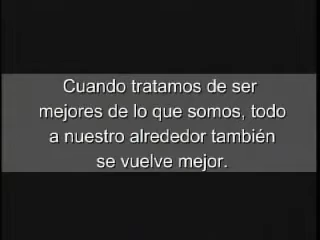 Cuando tratamos de ser
mejores de lo que somos, todo
a nuestro alrededor también
se vuelve mejor.